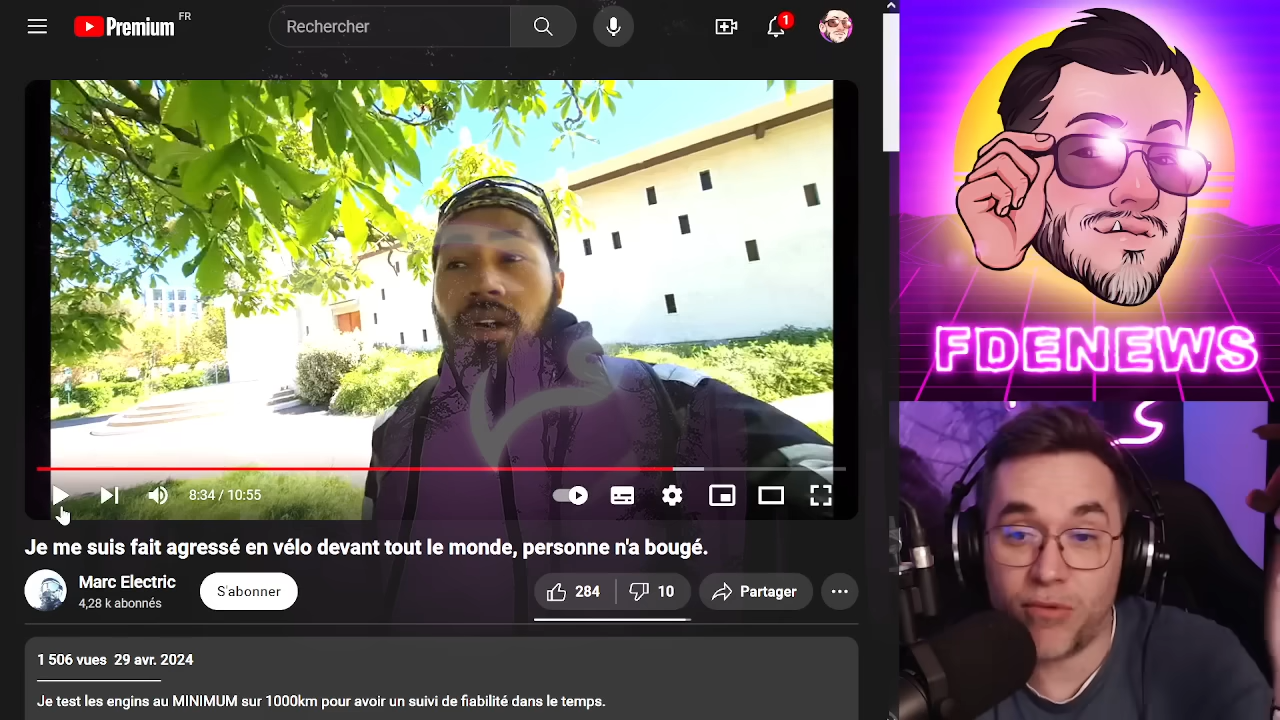 Premium FR
Rechercher
1
FDENEWS
8:34 / 10:55
Je me suis fait agressé en vélo devant tout le monde, personne n'a bougé.
Marc Electric
4,28 k abonnés
S'abonner
284
10
Partager
1 506 vues 29 avr. 2024
Je test les engins au MINIMUM sur 1000km pour avoir un suivi de fiabilité dans le temps.